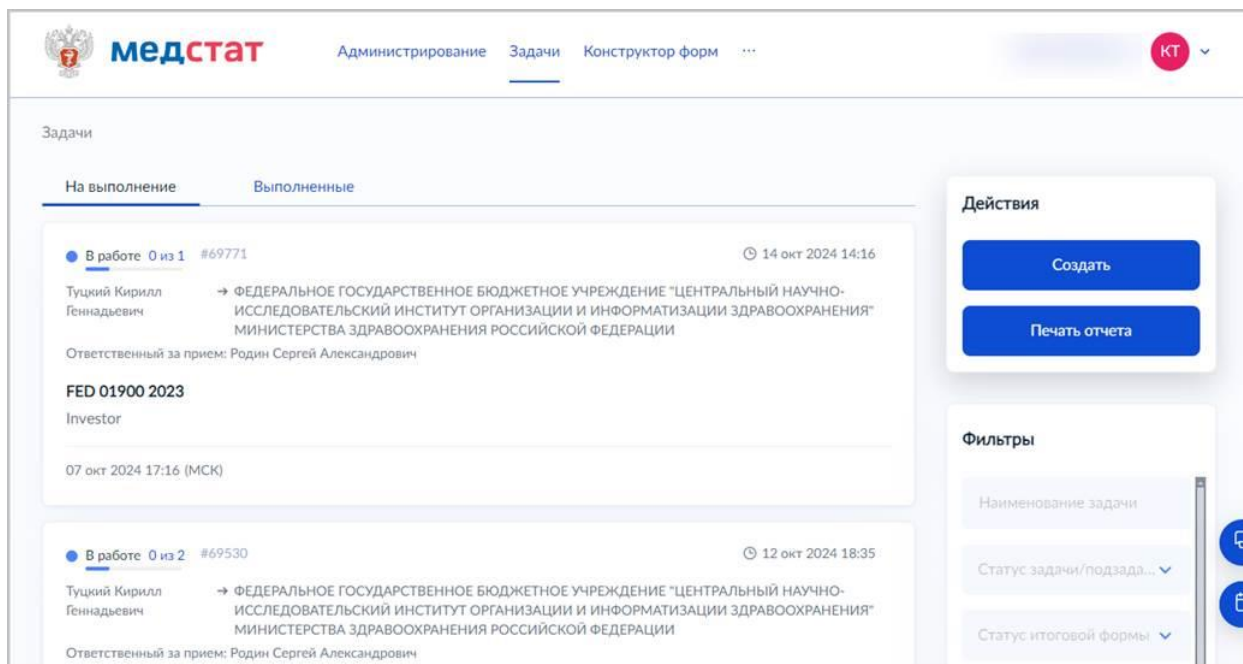 медстат
Администрирование Задачи Конструктор форм ...
КТ
Задачи
На выполнение Выполненные
В работе 0 из 1 #69771 14 окт 2024 14:16
Туцкий Кирилл Геннадьевич → ФЕДЕРАЛЬНОЕ ГОСУДАРСТВЕННОЕ БЮДЖЕТНОЕ УЧРЕЖДЕНИЕ "ЦЕНТРАЛЬНЫЙ НАУЧНО-
ИССЛЕДОВАТЕЛЬСКИЙ ИНСТИТУТ ОРГАНИЗАЦИИ И ИНФОРМАТИЗАЦИИ ЗДРАВООХРАНЕНИЯ"
МИНИСТЕРСТВА ЗДРАВООХРАНЕНИЯ РОССИЙСКОЙ ФЕДЕРАЦИИ
Ответственный за прием: Родин Сергей Александрович
FED 01900 2023
Investor
07 окт 2024 17:16 (МСК)
В работе 0 из 2 #69530 12 окт 2024 18:35
Туцкий Кирилл Геннадьевич → ФЕДЕРАЛЬНОЕ ГОСУДАРСТВЕННОЕ БЮДЖЕТНОЕ УЧРЕЖДЕНИЕ "ЦЕНТРАЛЬНЫЙ НАУЧНО-
ИССЛЕДОВАТЕЛЬСКИЙ ИНСТИТУТ ОРГАНИЗАЦИИ И ИНФОРМАТИЗАЦИИ ЗДРАВООХРАНЕНИЯ"
МИНИСТЕРСТВА ЗДРАВООХРАНЕНИЯ РОССИЙСКОЙ ФЕДЕРАЦИИ
Ответственный за прием: Родин Сергей Александрович
Действия
Создать
Печать отчета
Фильтры
Наименование задачи
Статус задачи/подзада...
Статус итоговой формы